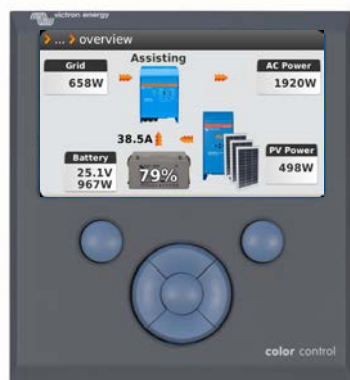 victron energy
... overview
Assisting
Grid
658W
AC Power
1920W
38.5A
Battery
25.1V
967W
79%
PV Power
498W
color control